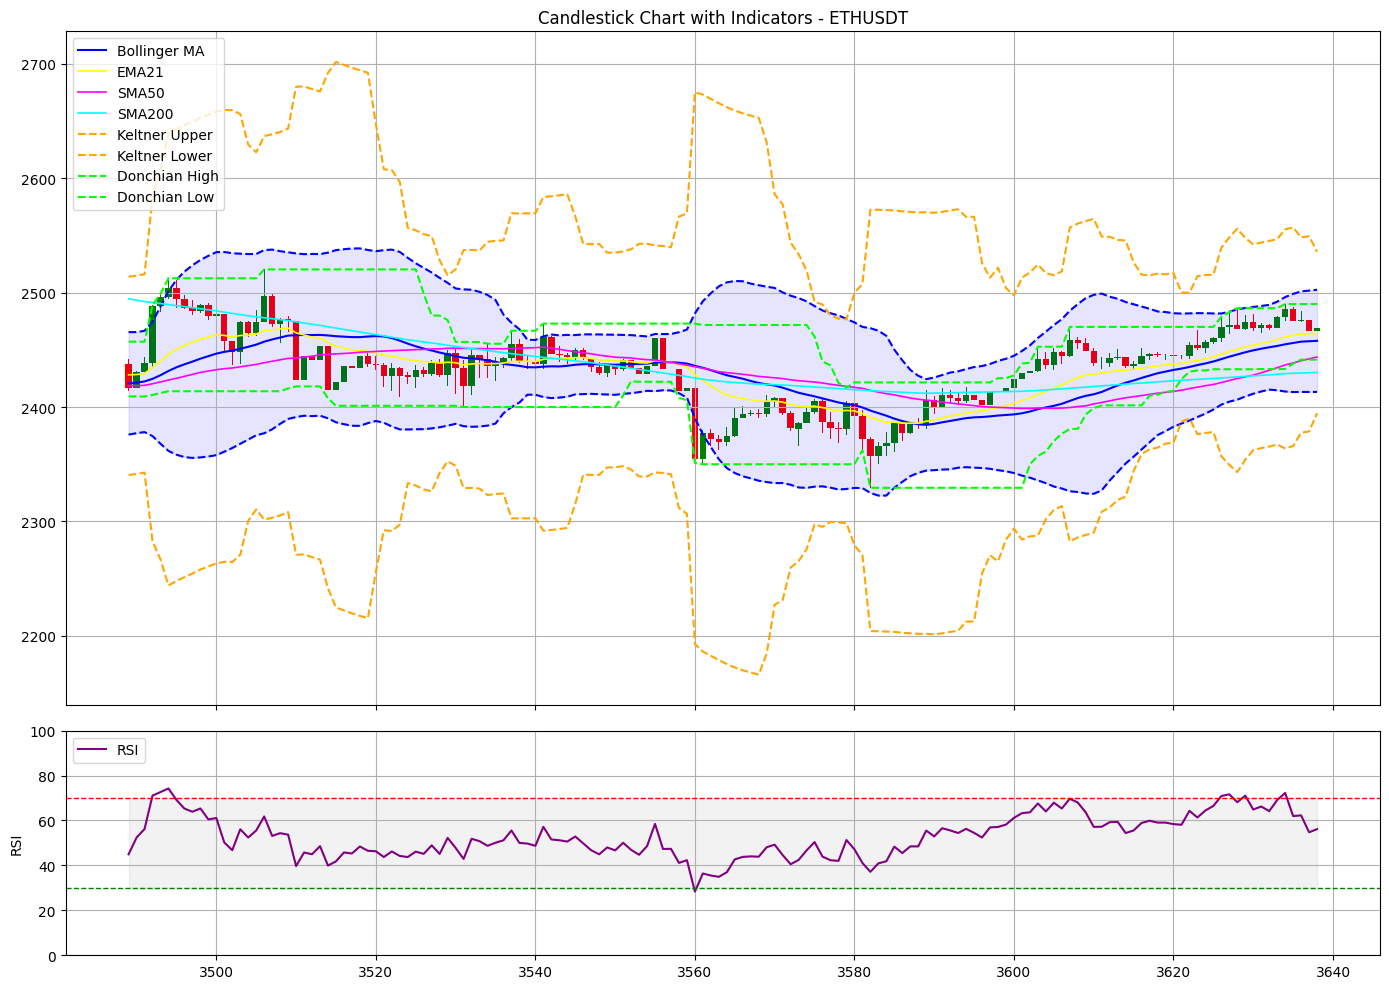 Candlestick Chart with Indicators - ETHUSDT
Bollinger MA
EMA21
SMA50
SMA200
Keltner Upper
Keltner Lower
Donchian High
Donchian Low
2700
2600
2500
2400
2300
2200
RSI
100
80
60
40
20
0
RSI
3500 3520 3540 3560 3580 3600 3620 3640